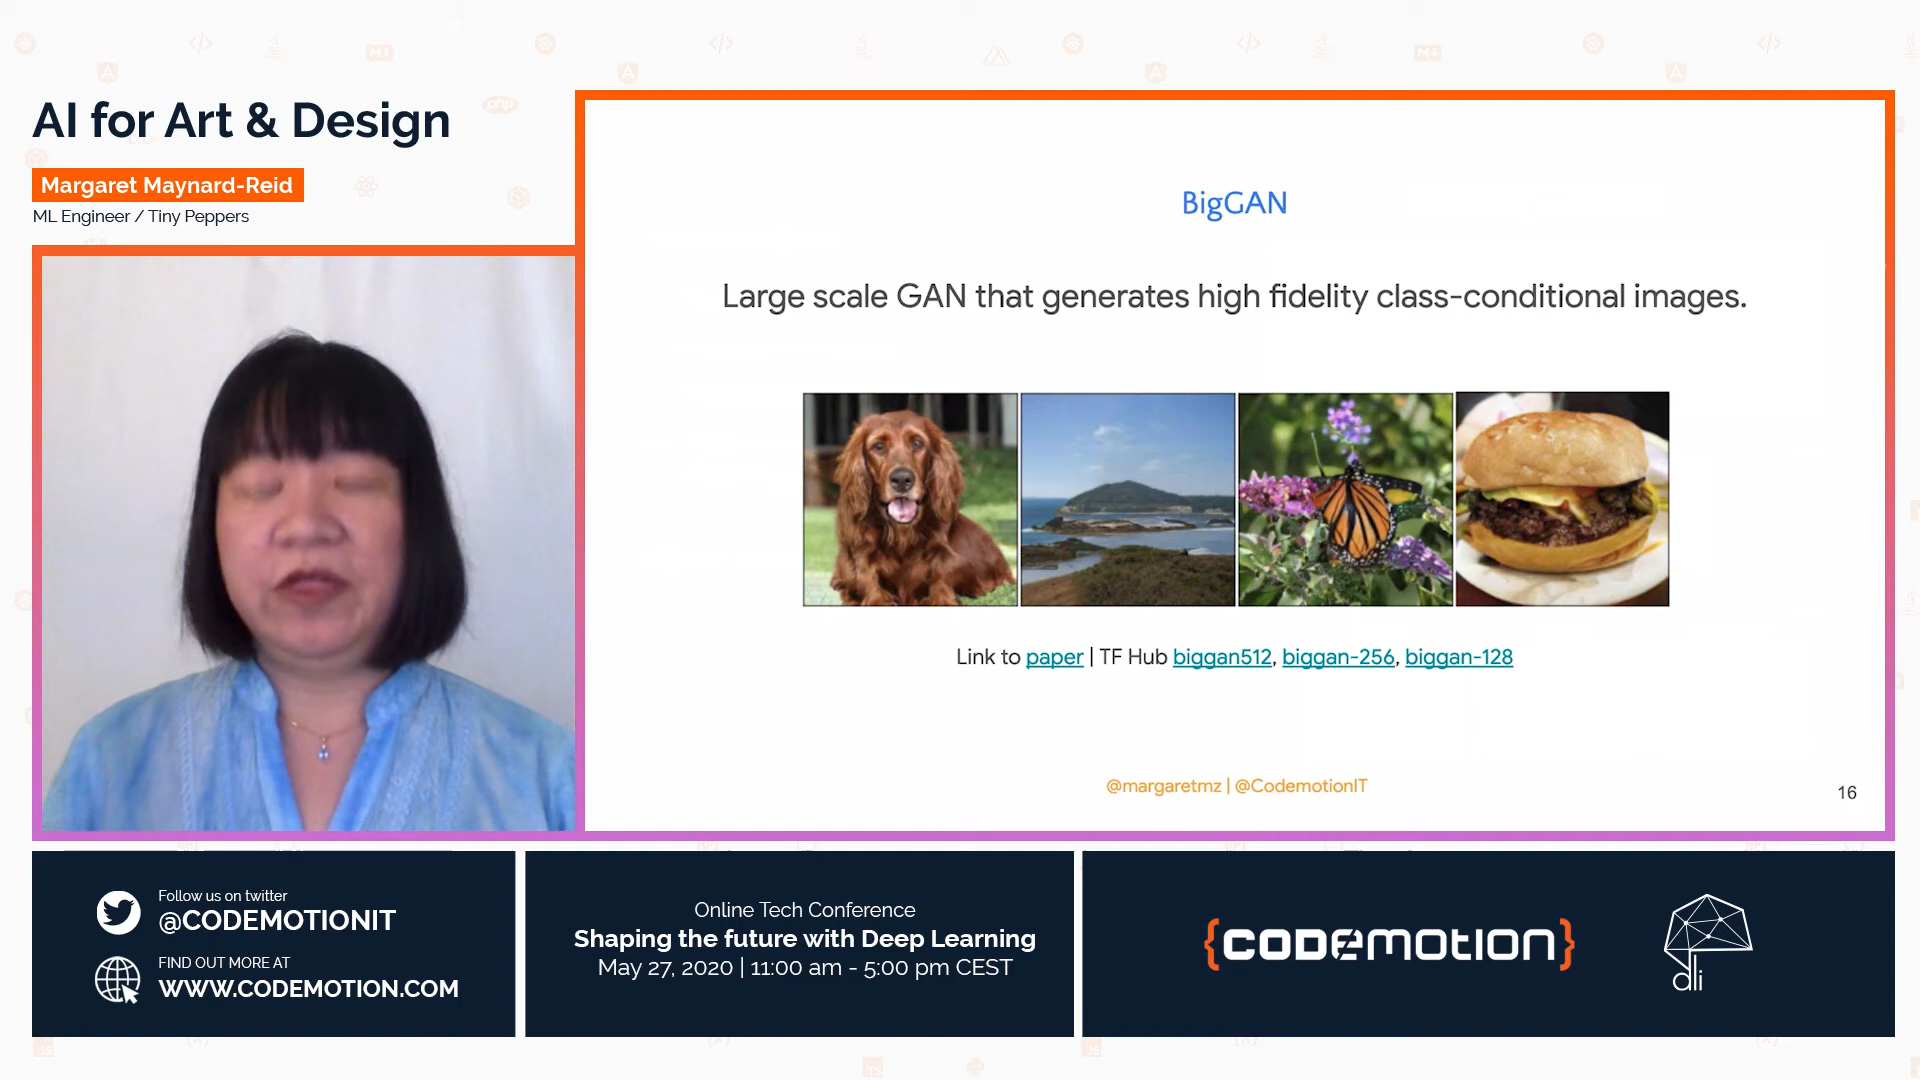 AI for Art & Design
Margaret Maynard-Reid
ML Engineer / Tiny Peppers
BigGAN
Large scale GAN that generates high fidelity class-conditional images.
Link to paper | TF Hub biggan512, biggan-256, biggan-128
@margaretmz | @CodemotionIT
16
Follow us on twitter
@CODEMOTIONIT
FIND OUT MORE AT
WWW.CODEMOTION.COM
Online Tech Conference
Shaping the future with Deep Learning
May 27, 2020 | 11:00 am - 5:00 pm CEST
{CODEMOTION}
dli